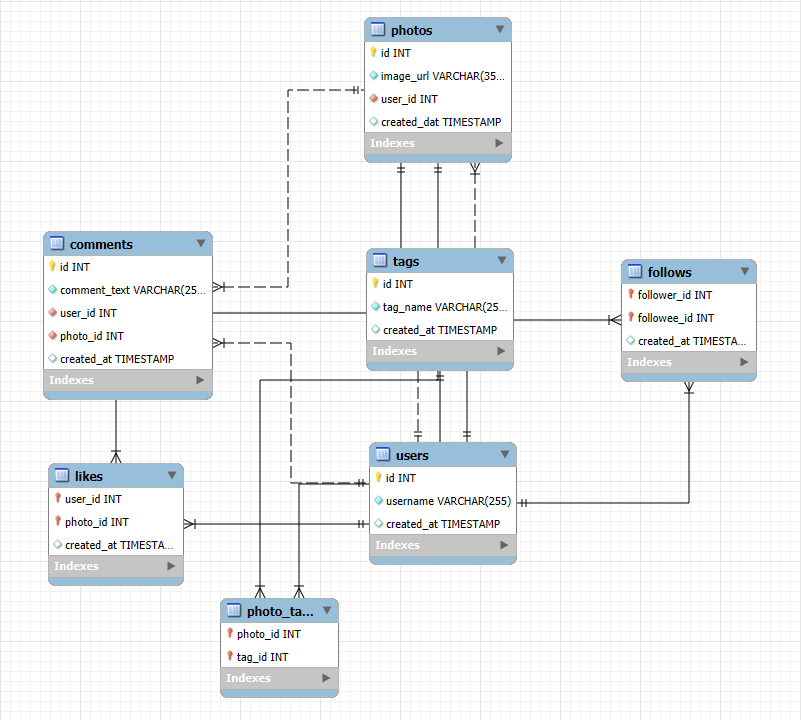 photos
id INT
image_url VARCHAR(35...
user_id INT
created_dat TIMESTAMP
Indexes
comments
id INT
comment_text VARCHAR(25...
user_id INT
photo_id INT
created_at TIMESTAMP
Indexes
tags
id INT
tag_name VARCHAR(25...
created_at TIMESTAMP
Indexes
follows
follower_id INT
followee_id INT
created_at TIMESTA...
Indexes
likes
user_id INT
photo_id INT
created_at TIMESTA...
Indexes
users
id INT
username VARCHAR(255)
created_at TIMESTAMP
Indexes
photo_ta...
photo_id INT
tag_id INT
Indexes